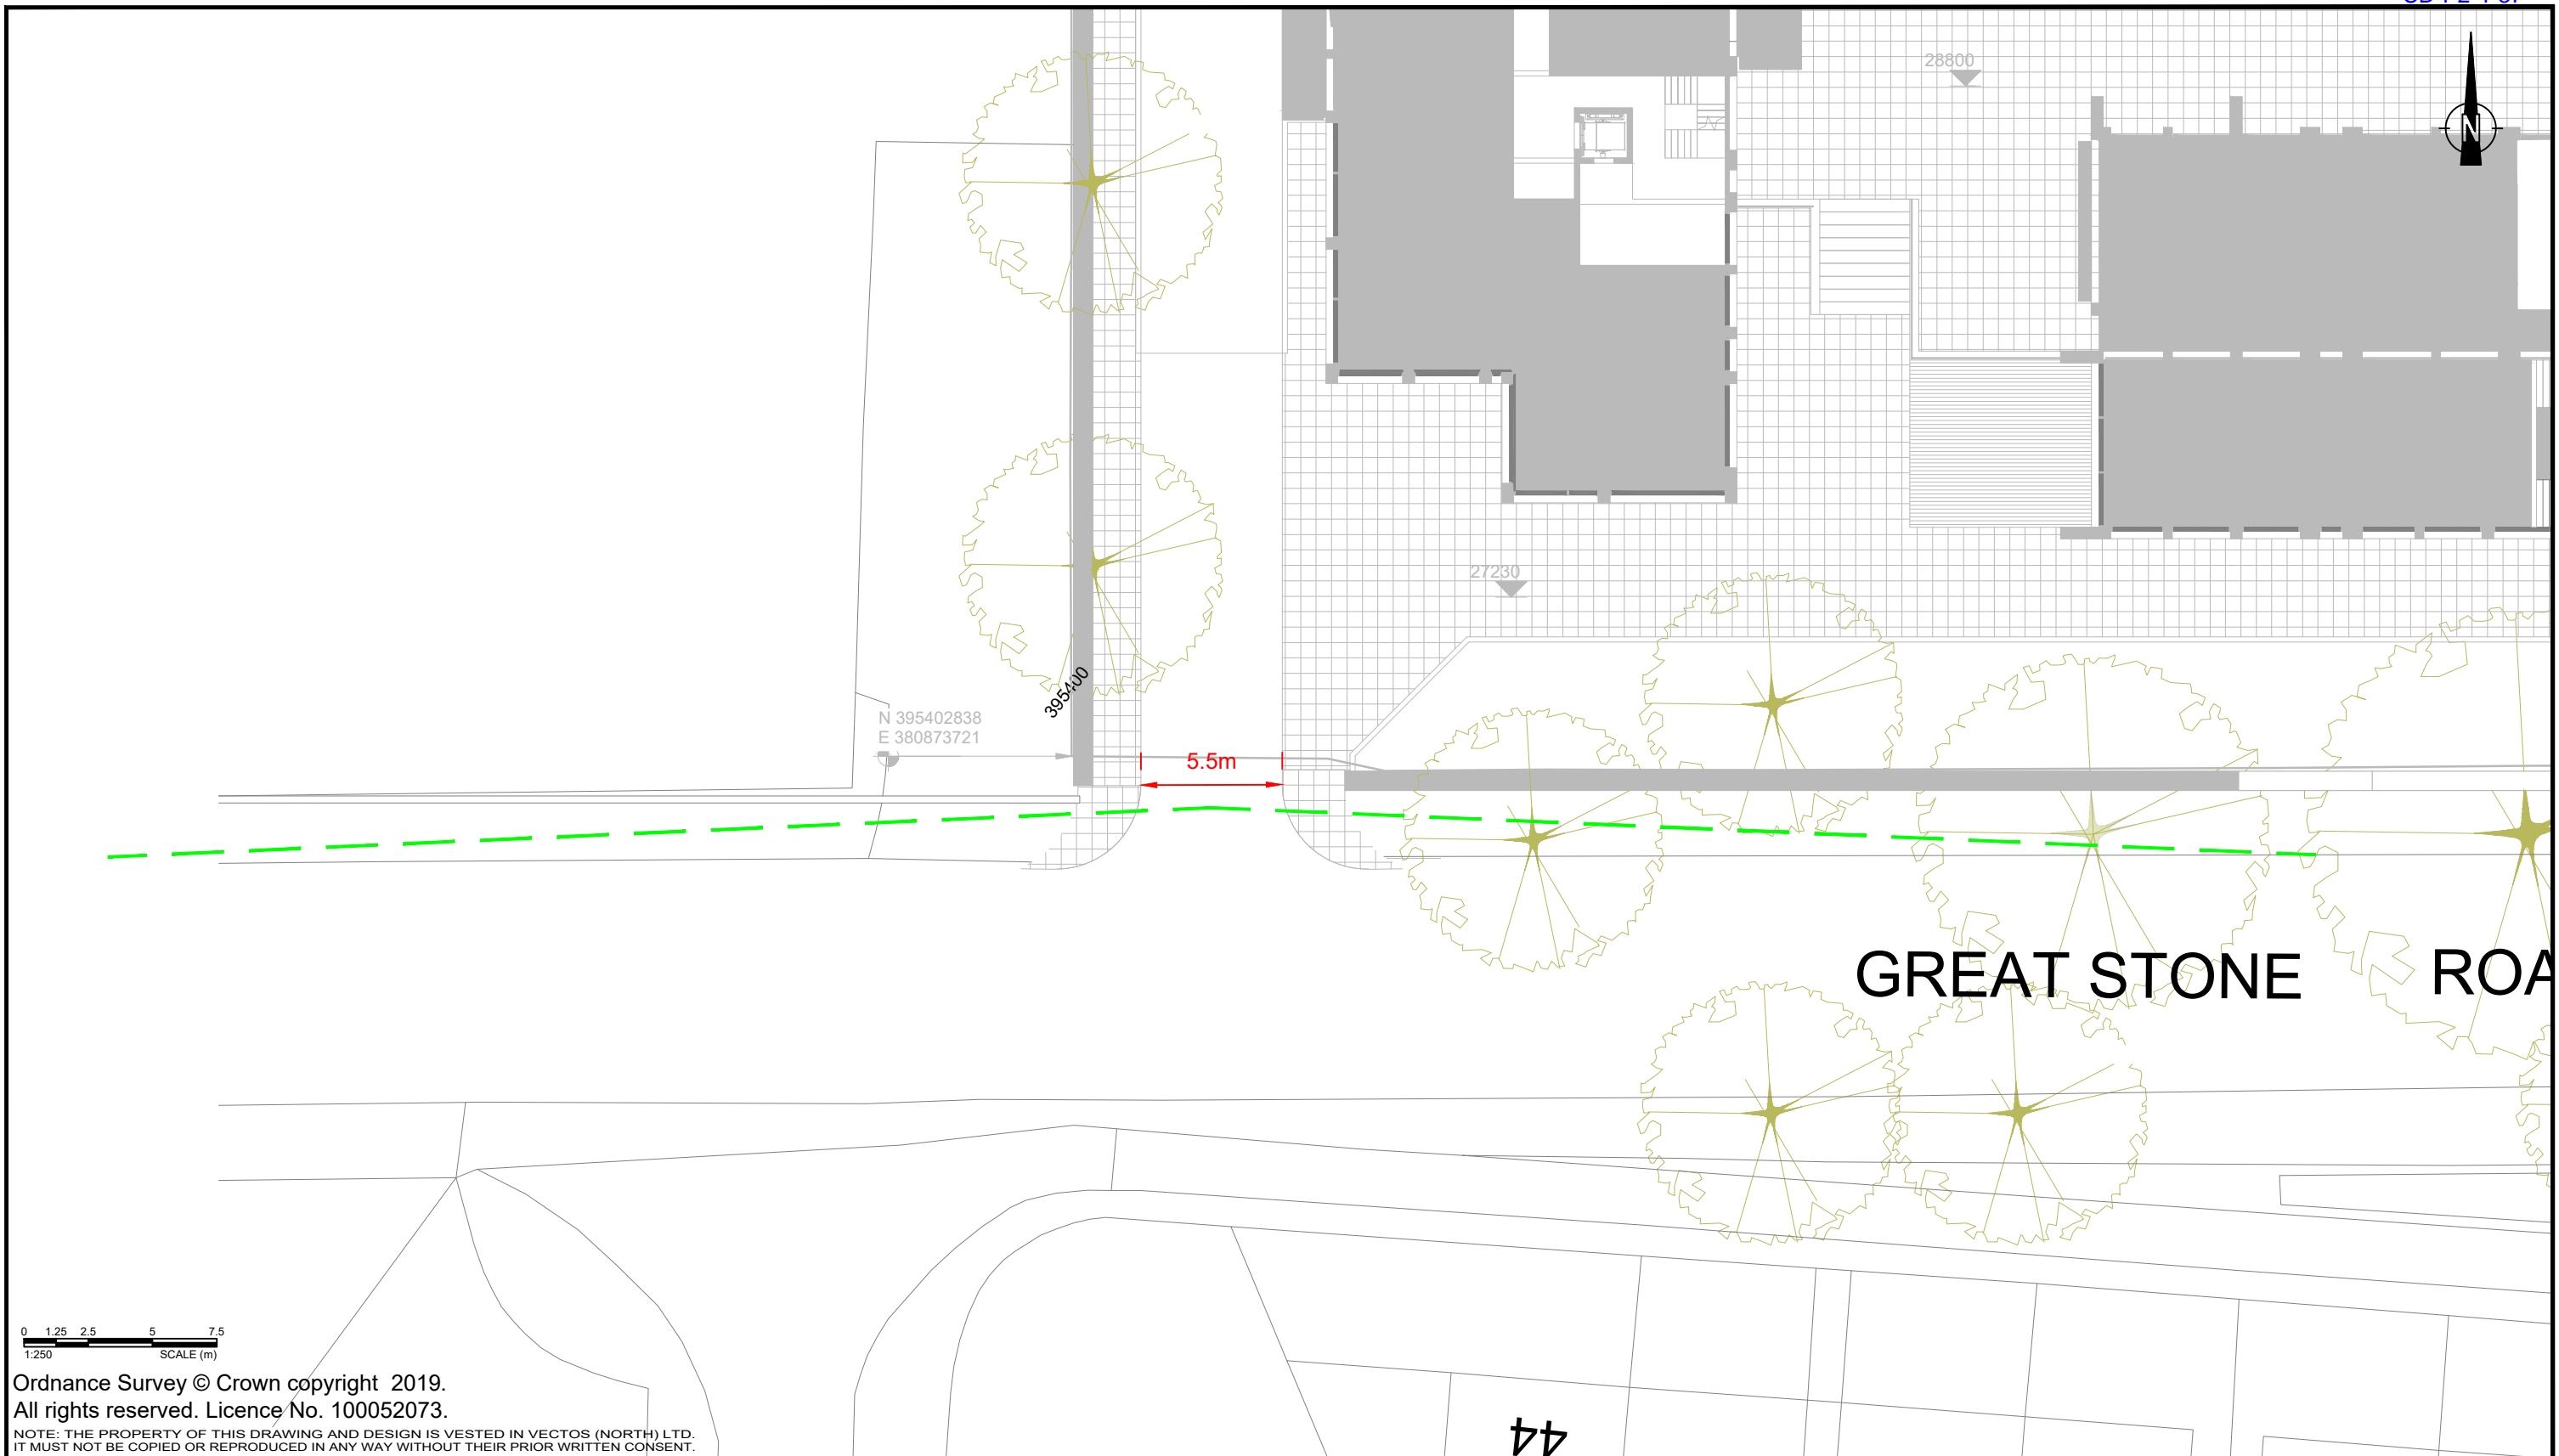 28800
N
27230
395400
N 395402838
E 380873721
5.5m
GREAT STONE ROA
0 1.25 2.5 5 7.5
1:250 SCALE (m)
Ordnance Survey © Crown copyright 2019.
All rights reserved. Licence No. 100052073.
NOTE: THE PROPERTY OF THIS DRAWING AND DESIGN IS VESTED IN VECTOS (NORTH) LTD.
IT MUST NOT BE COPIED OR REPRODUCED IN ANY WAY WITHOUT THEIR PRIOR WRITTEN CONSENT.
44